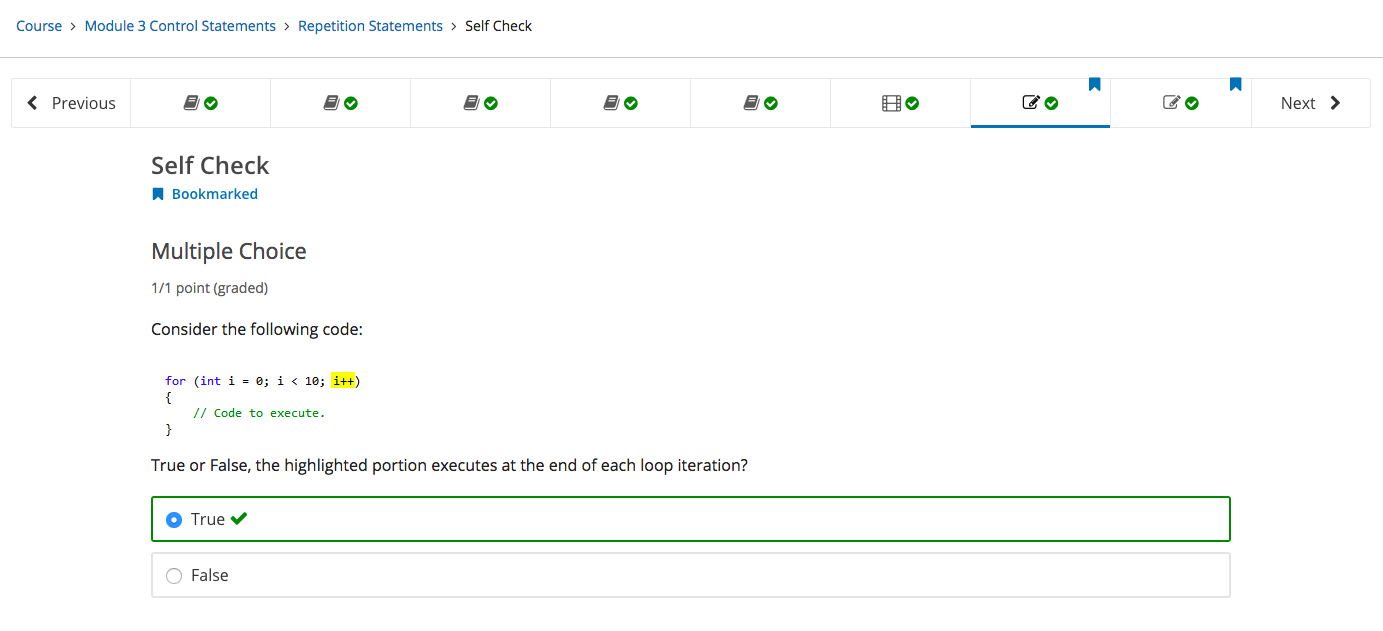 Course > Module 3 Control Statements > Repetition Statements > Self Check
Previous Next
Self Check
Bookmarked
Multiple Choice
1/1 point (graded)
Consider the following code:
for (int i = 0; i < 10; i++)
{
// Code to execute.
}
True or False, the highlighted portion executes at the end of each loop iteration?
True
False